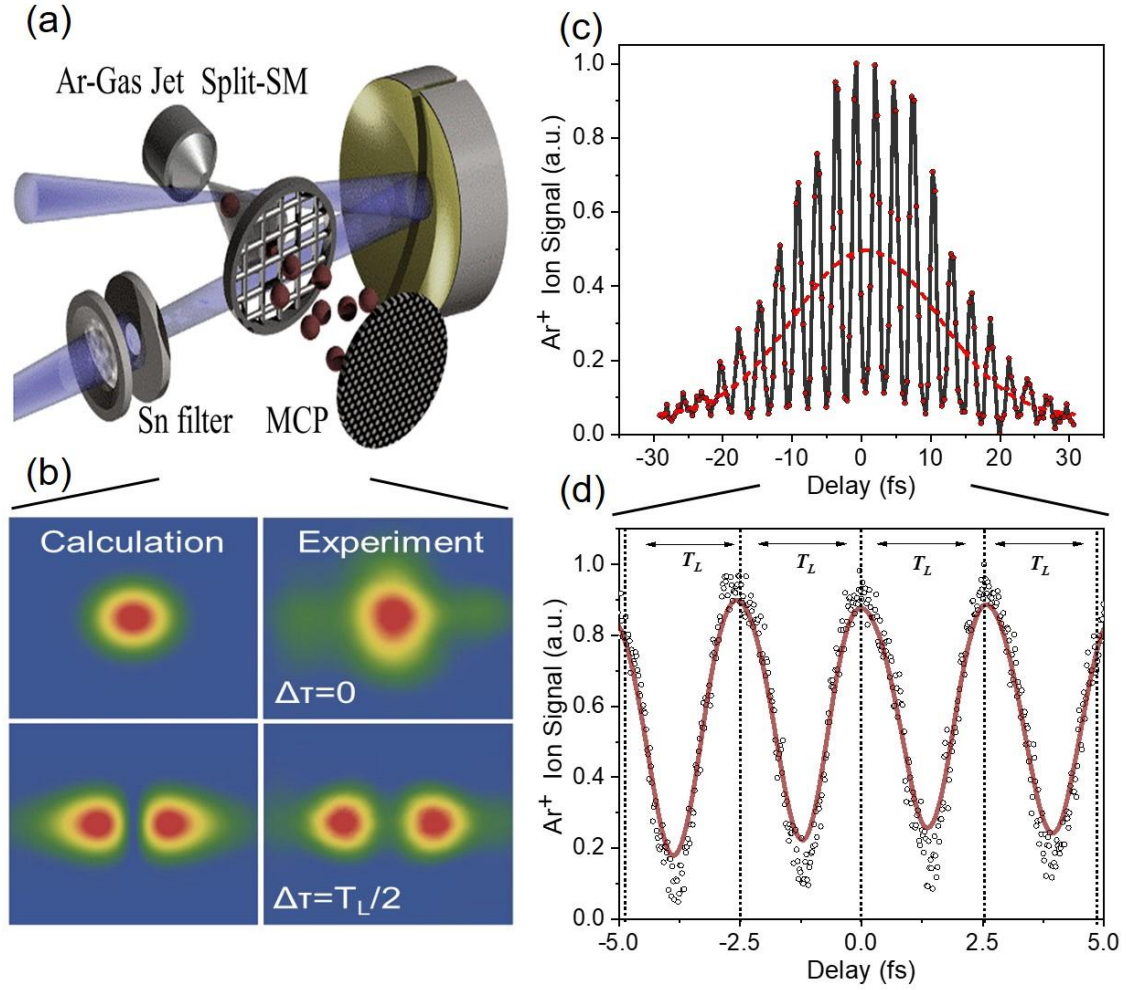 (a)
Ar-Gas Jet Split-SM
Sn filter
MCP
(b)
Calculation
Experiment
Δτ=0
Δτ=T_L/2
(c)
Ar⁺ Ion Signal (a.u.)
1.0
0.8
0.6
0.4
0.2
0.0
-30 -20 -10 0 10 20 30
Delay (fs)
(d)
Ar⁺ Ion Signal (a.u.)
1.0
0.8
0.6
0.4
0.2
0.0
T_L T_L T_L T_L
-5.0 -2.5 0.0 2.5 5.0
Delay (fs)